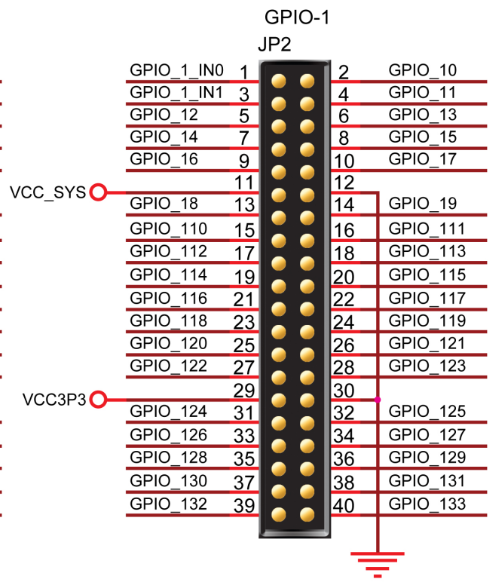 GPIO-1
JP2
GPIO_1_IN0 1 2 GPIO_10
GPIO_1_IN1 3 4 GPIO_11
GPIO_12 5 6 GPIO_13
GPIO_14 7 8 GPIO_15
GPIO_16 9 10 GPIO_17
VCC_SYS 11 12
GPIO_18 13 14 GPIO_19
GPIO_110 15 16 GPIO_111
GPIO_112 17 18 GPIO_113
GPIO_114 19 20 GPIO_115
GPIO_116 21 22 GPIO_117
GPIO_118 23 24 GPIO_119
GPIO_120 25 26 GPIO_121
GPIO_122 27 28 GPIO_123
VCC3P3 29 30
GPIO_124 31 32 GPIO_125
GPIO_126 33 34 GPIO_127
GPIO_128 35 36 GPIO_129
GPIO_130 37 38 GPIO_131
GPIO_132 39 40 GPIO_133